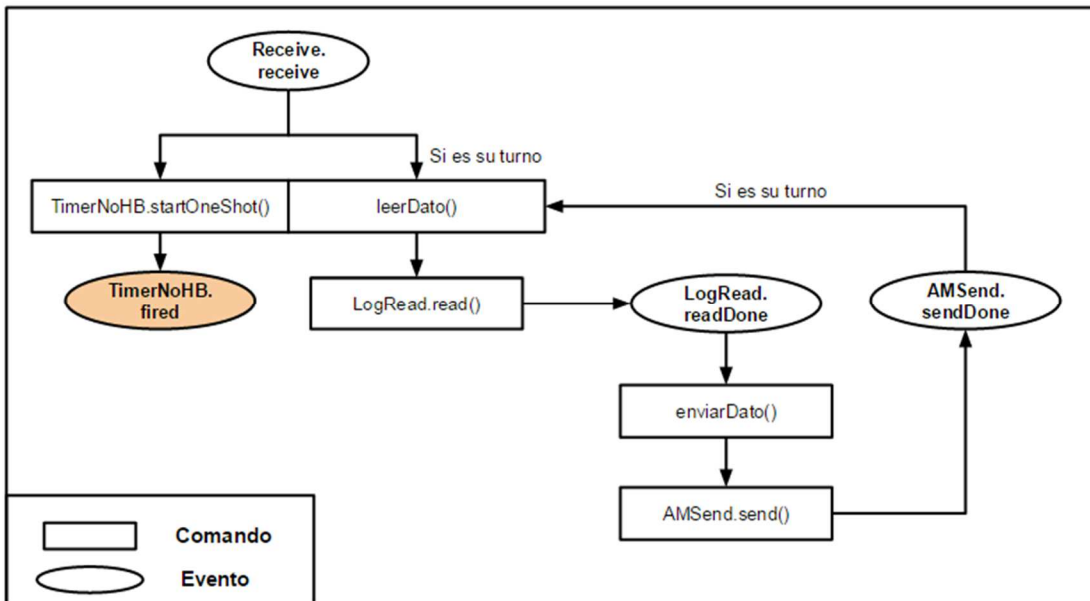 Receive.
receive
Si es su turno
Si es su turno
TimerNoHB.startOneShot()
leerDato()
TimerNoHB.
fired
LogRead.read()
LogRead.
readDone
AMSend.
sendDone
enviarDato()
AMSend.send()
Comando
Evento